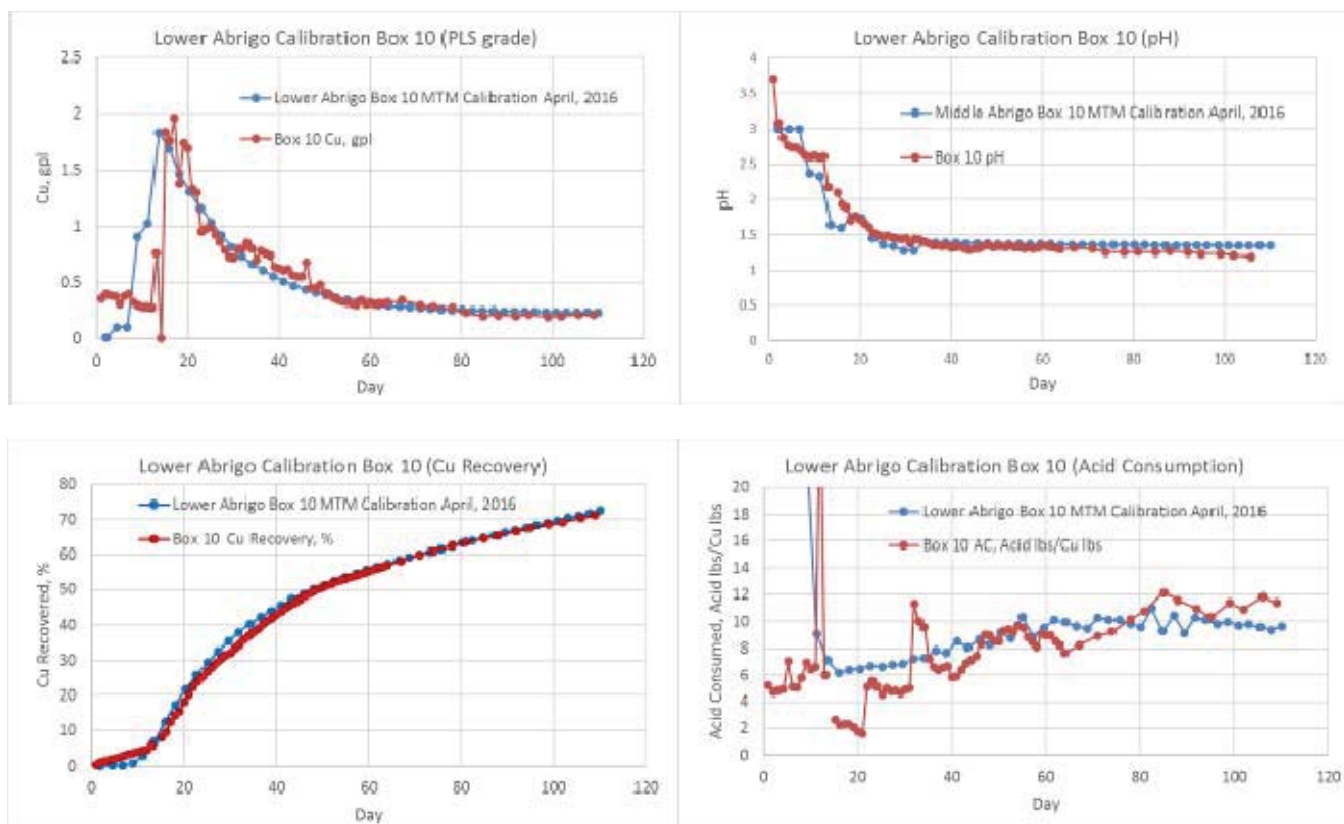 Lower Abrigo Calibration Box 10 (PLS grade)
2.5
2
1.5
1
0.5
0
Cu, gpl
Lower Abrigo Box 10 MTM Calibration April, 2016
Box 10 Cu, gpl
0 20 40 60 80 100 120
Day
Lower Abrigo Calibration Box 10 (pH)
4
3.5
3
2.5
2
1.5
1
0.5
0
pH
Middle Abrigo Box 10 MTM Calibration April, 2016
Box 10 pH
0 20 40 60 80 100 120
Day
Lower Abrigo Calibration Box 10 (Cu Recovery)
80
70
60
50
40
30
20
10
0
Cu Recovered, %
Lower Abrigo Box 10 MTM Calibration April, 2016
Box 10 Cu Recovery, %
0 20 40 60 80 100 120
Day
Lower Abrigo Calibration Box 10 (Acid Consumption)
20
18
16
14
12
10
8
6
4
2
0
Acid Consumed, Acid lbs/Cu lbs
Lower Abrigo Box 10 MTM Calibration April, 2016
Box 10 AC, Acid lbs/Cu lbs
0 20 40 60 80 100 120
Day